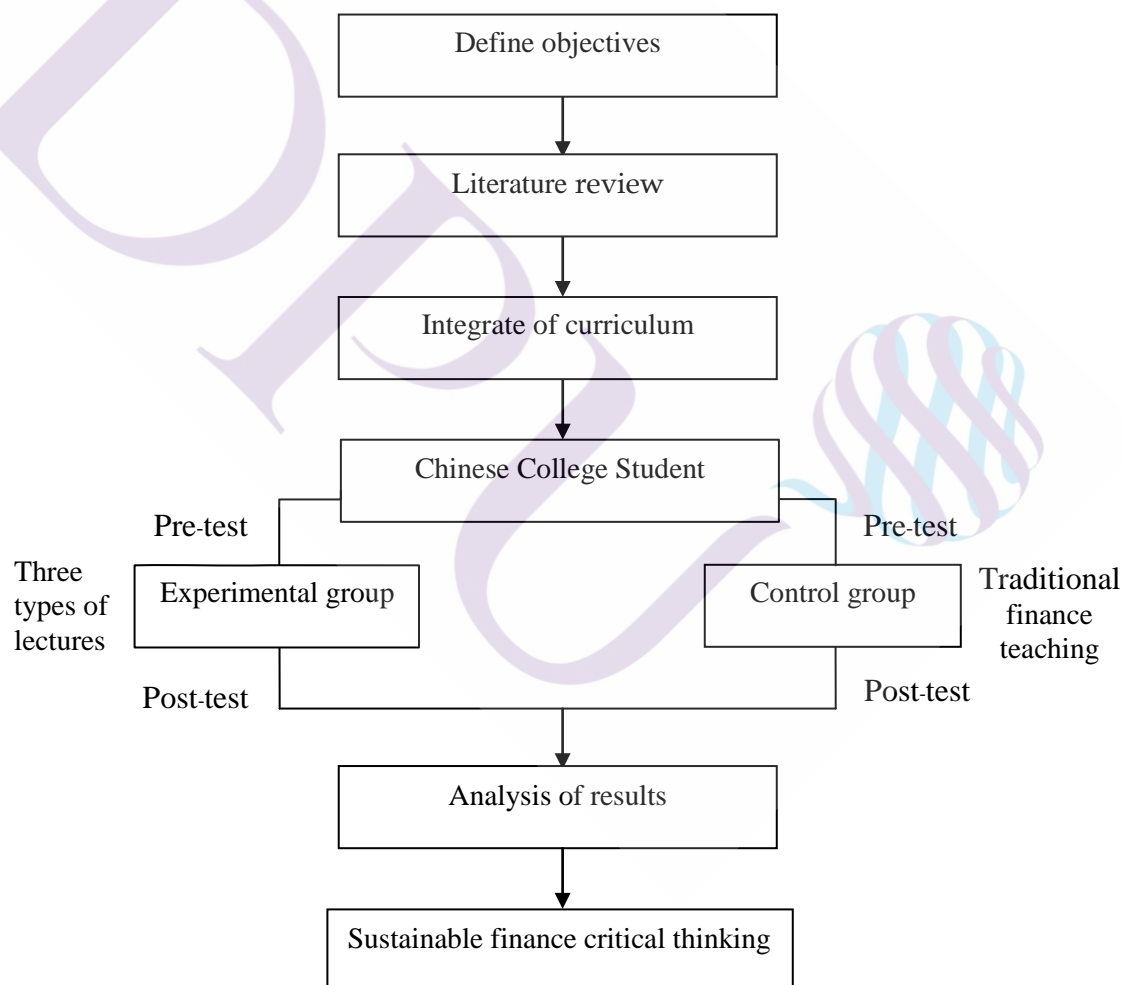 Define objectives
Literature review
Integrate of curriculum
Chinese College Student
Pre-test
Pre-test
Three
types of
lectures
Experimental group
Control group
Traditional
finance
teaching
Post-test
Post-test
Analysis of results
Sustainable finance critical thinking
DPU